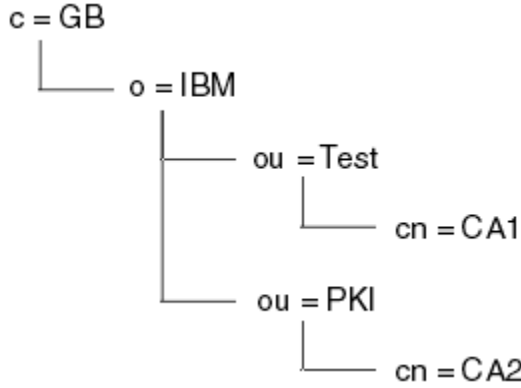 c = GB
o = IBM
ou = Test
cn = CA1
ou = PKI
cn = CA2